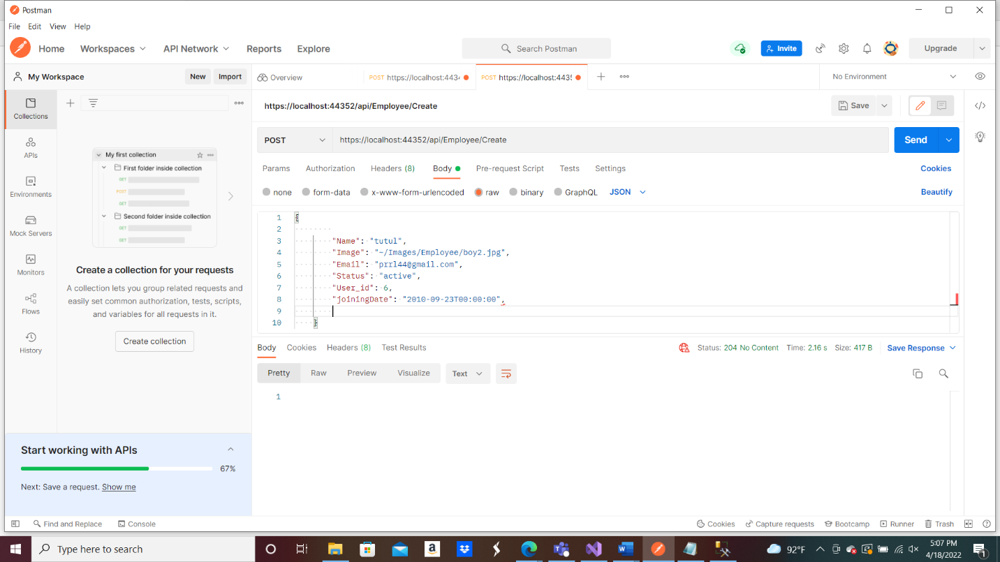 Postman
File Edit View Help
Home Workspaces API Network Reports Explore Search Postman Invite Upgrade
My Workspace New Import Overview POST https://localhost:4434 POST https://localhost:4435 No Environment
https://localhost:44352/api/Employee/Create Save
POST https://localhost:44352/api/Employee/Create Send
Params Authorization Headers (8) Body Pre-request Script Tests Settings Cookies
none form-data x-www-form-urlencoded raw binary GraphQL JSON Beautify
1 {
2
3 "Name": "tutul",
4 "Image": "~/Images/Employee/boy2.jpg",
5 "Email": "prrl44@gmail.com",
6 "Status": "active",
7 "User_id": 6,
8 "joiningDate": "2010-09-23T00:00:00",
9
10 }
Body Cookies Headers (8) Test Results Status: 204 No Content Time: 2.16 s Size: 417 B Save Response
Pretty Raw Preview Visualize Text
1
Collections
APIs
Environments
Mock Servers
Monitors
Flows
History
My first collection
First folder inside collection
GET
POST
GET
Second folder inside collection
GET
GET
Create a collection for your requests
A collection lets you group related requests and
easily set common authorization, tests, scripts,
and variables for all requests in it.
Create collection
Start working with APIs
67%
Next: Save a request. Show me
Find and Replace Console Cookies Capture requests Bootcamp Runner Trash
Type here to search 92°F 5:07 PM
4/18/2022 1